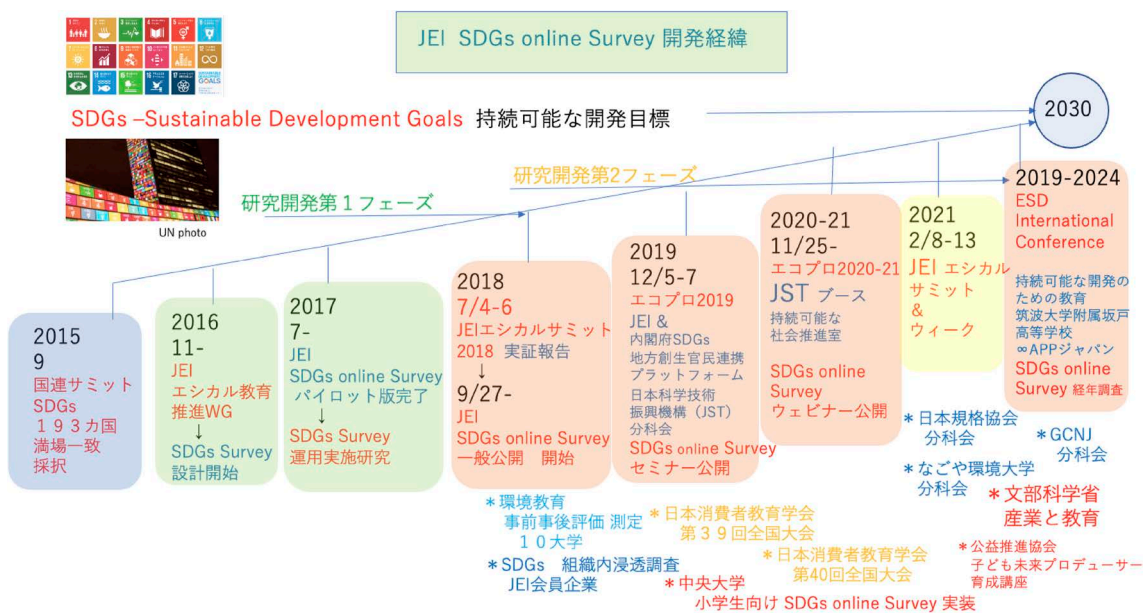 JEI SDGs online Survey 開発経緯
SDGs –Sustainable Development Goals 持続可能な開発目標
2030
UN photo
研究開発第１フェーズ
研究開発第2フェーズ
2015
9
国連サミット
SDGs
１９３カ国
満場一致
採択
2016
11-
JEI
エシカル教育
推進WG
↓
SDGs Survey
設計開始
2017
7-
JEI
SDGs online Survey
パイロット版完了
↓
SDGs Survey
運用実施研究
2018
7/4-6
JEIエシカルサミット
2018 実証報告
↓
9/27-
JEI
SDGs online Survey
一般公開 開始
2019
12/5-7
エコプロ2019
JEI &
内閣府SDGs
地方創生官民連携
プラットフォーム
日本科学技術
振興機構（JST）
分科会
SDGs online Survey
セミナー公開
2020-21
11/25-
エコプロ2020-21
JST ブース
持続可能な
社会推進室
SDGs online
Survey
ウェビナー公開
2021
2/8-13
JEI エシカル
サミット
&
ウィーク
2019-2024
ESD
International
Conference
持続可能な開発の
ための教育
筑波大学附属坂戸
高等学校
∞APPジャパン
SDGs online
Survey 経年調査
＊環境教育
事前事後評価 測定
１０大学
＊SDGs 組織内浸透調査
JEI会員企業
＊日本消費者教育学会
第３９回全国大会
＊中央大学
小学生向け SDGs online Survey 実装
＊日本消費者教育学会
第40回全国大会
＊日本規格協会
分科会
＊なごや環境大学
分科会
＊GCNJ
分科会
＊文部科学省
産業と教育
＊公益推進協会
子ども未来プロデューサー
育成講座